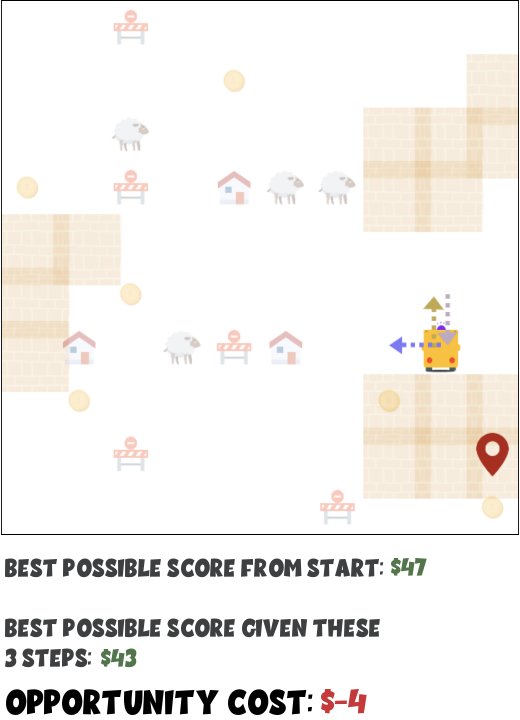 BEST POSSIBLE SCORE FROM START: $47
BEST POSSIBLE SCORE GIVEN THESE
3 STEPS: $43
OPPORTUNITY COST: $-4